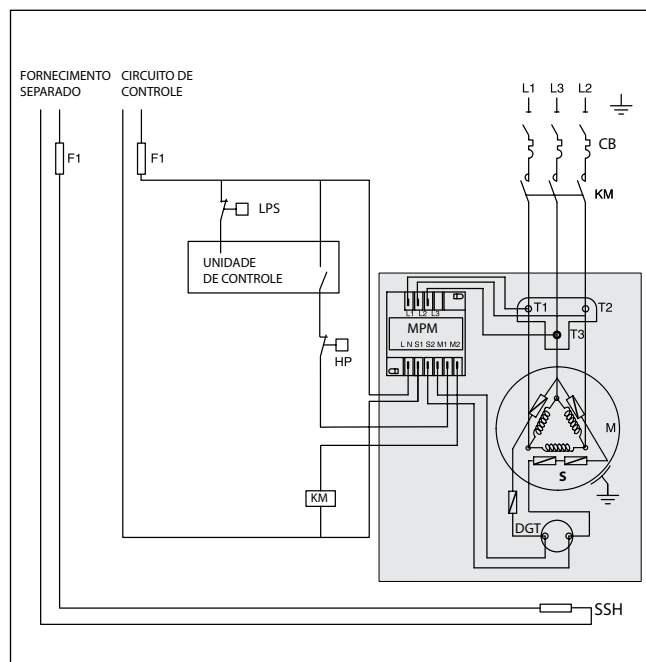 FORNECIMENTO
SEPARADO
CIRCUITO DE
CONTROLE
L1 L3 L2
F1
F1
CB
KM
LPS
UNIDADE
DE CONTROLE
HP
L1 L2 L3
MPM
L N S1 S2 M1 M2
T1
T2
T3
M
S
KM
DGT
SSH